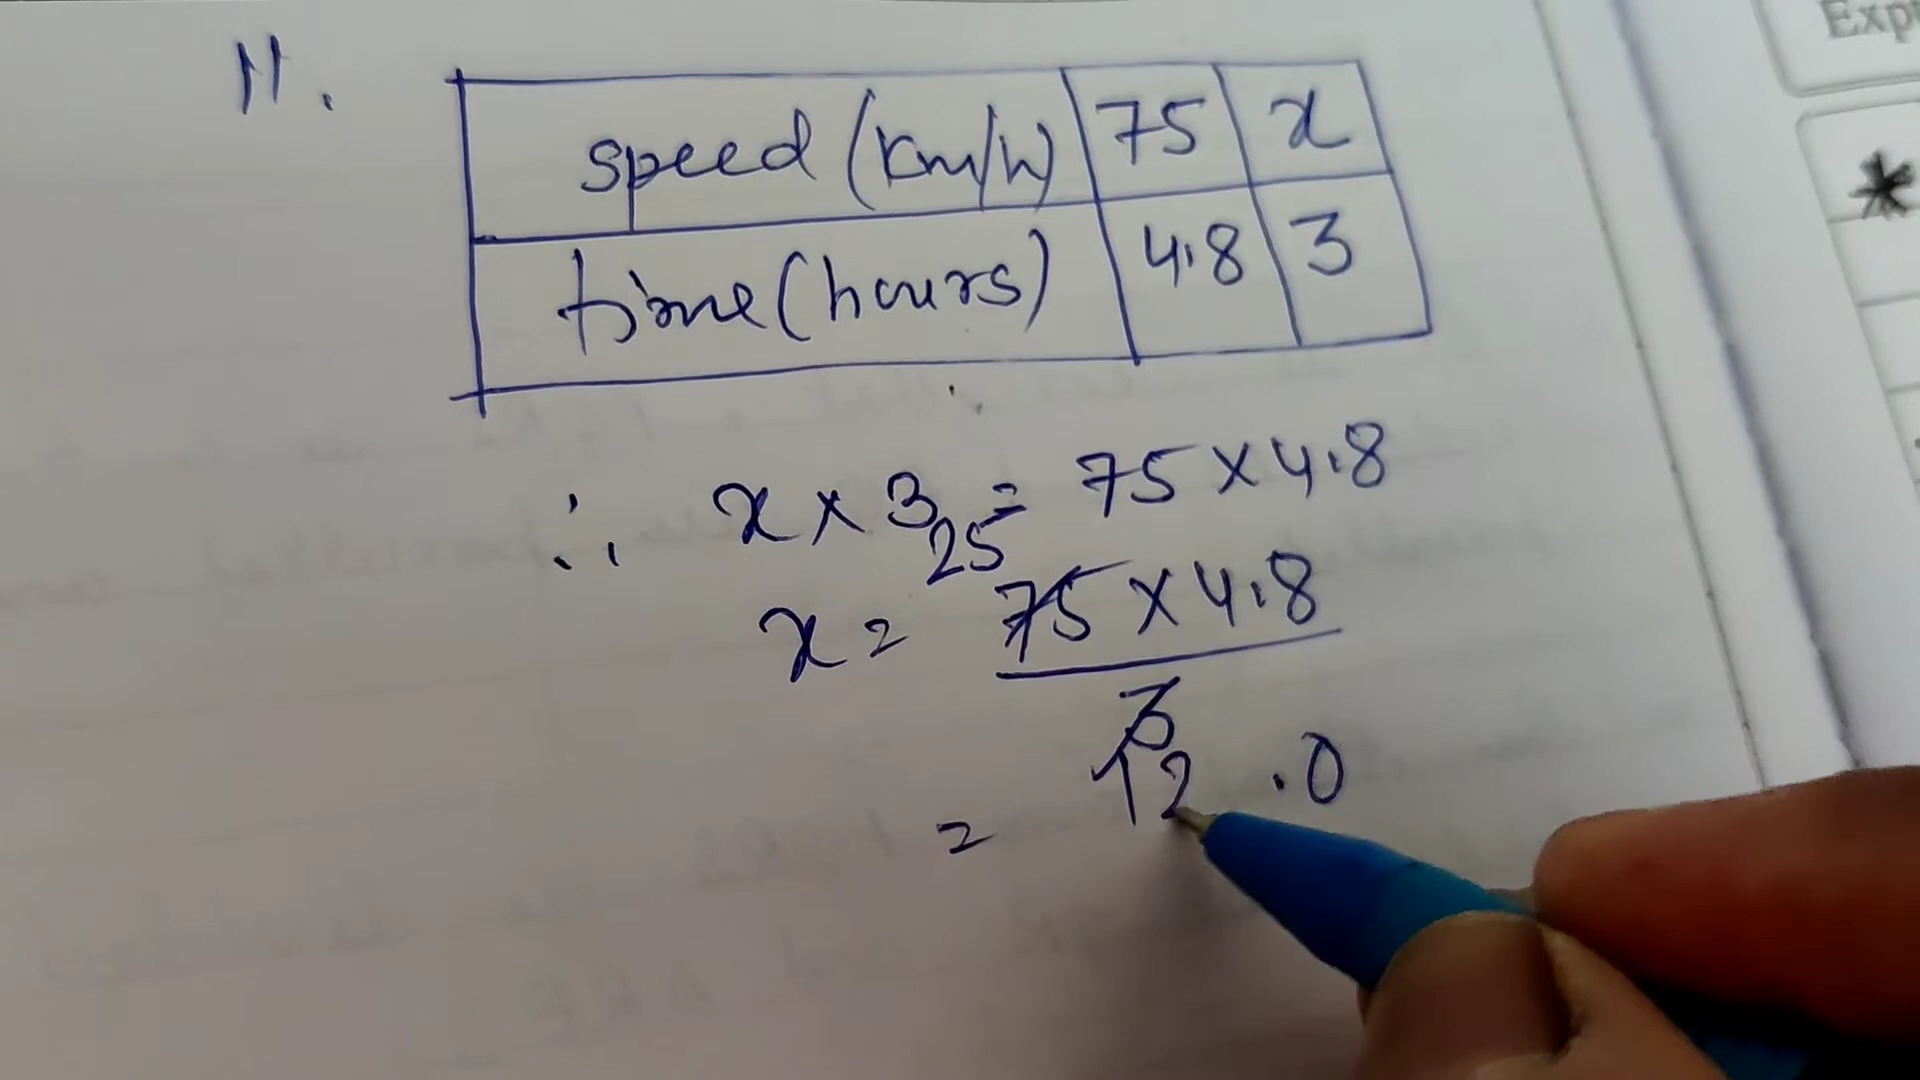 11.
speed (km/h) 75 x
time (hours) 4.8 3
∴ x × 3 = 75 × 4.8
25
x = 75 × 4.8
3
= 12 .0
*